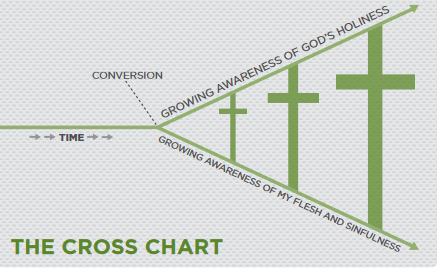 GROWING AWARENESS OF GOD'S HOLINESS
CONVERSION
TIME
GROWING AWARENESS OF MY FLESH AND SINFULNESS
THE CROSS CHART